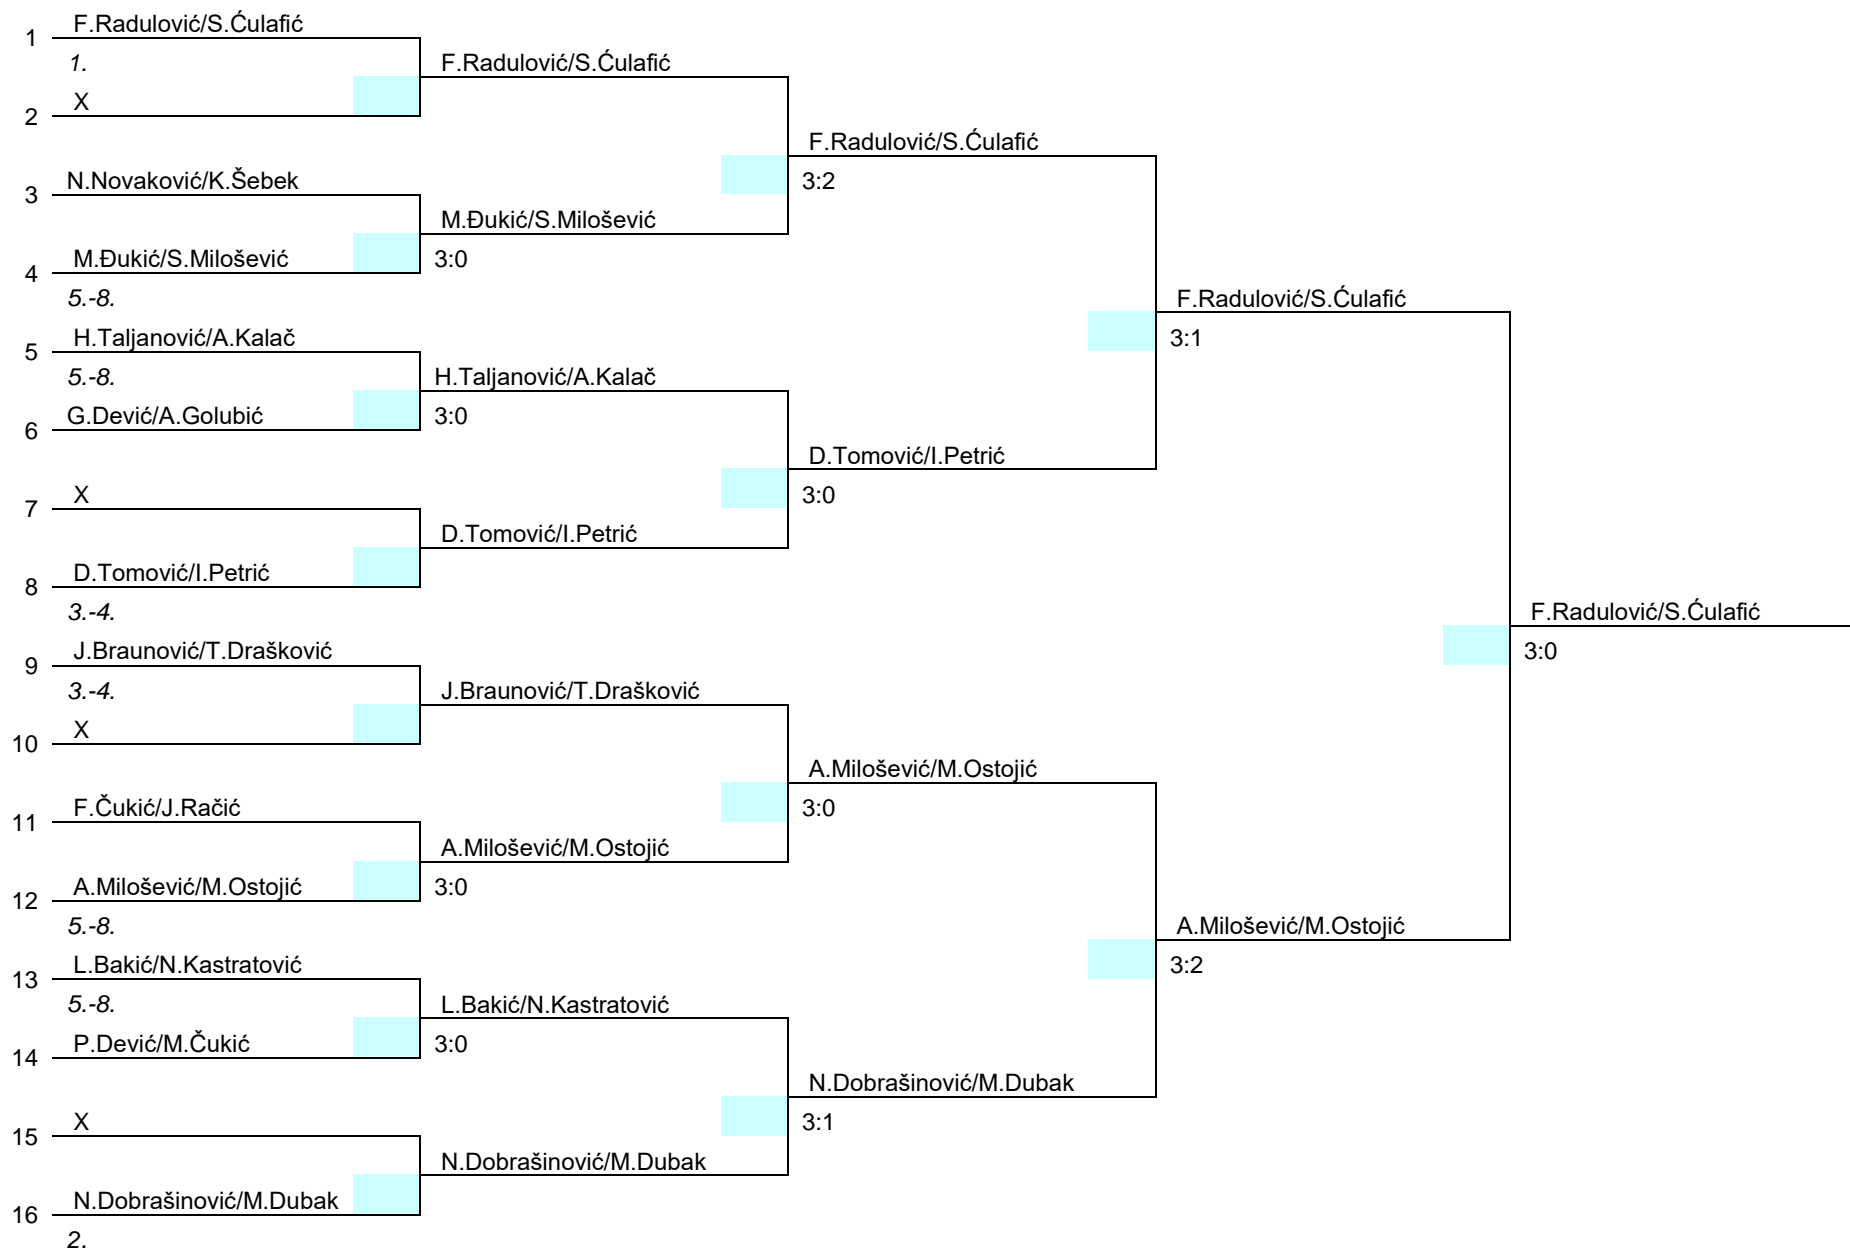 F.Radulović/S.Ćulafić
1
1.
F.Radulović/S.Ćulafić
X
2
F.Radulović/S.Ćulafić
N.Novaković/K.Šebek
3:2
3
M.Đukić/S.Milošević
M.Đukić/S.Milošević
3:0
4
5.-8.
F.Radulović/S.Ćulafić
H.Taljanović/A.Kalač
3:1
5
5.-8.
H.Taljanović/A.Kalač
G.Dević/A.Golubić
3:0
6
D.Tomović/I.Petrić
X
3:0
7
D.Tomović/I.Petrić
D.Tomović/I.Petrić
8
3.-4.
F.Radulović/S.Ćulafić
J.Braunović/T.Drašković
3:0
9
3.-4.
J.Braunović/T.Drašković
X
10
A.Milošević/M.Ostojić
F.Čukić/J.Račić
3:0
11
A.Milošević/M.Ostojić
A.Milošević/M.Ostojić
3:0
12
5.-8.
A.Milošević/M.Ostojić
L.Bakić/N.Kastratović
3:2
13
5.-8.
L.Bakić/N.Kastratović
P.Dević/M.Čukić
3:0
14
N.Dobrašinović/M.Dubak
X
3:1
15
N.Dobrašinović/M.Dubak
N.Dobrašinović/M.Dubak
16
2.